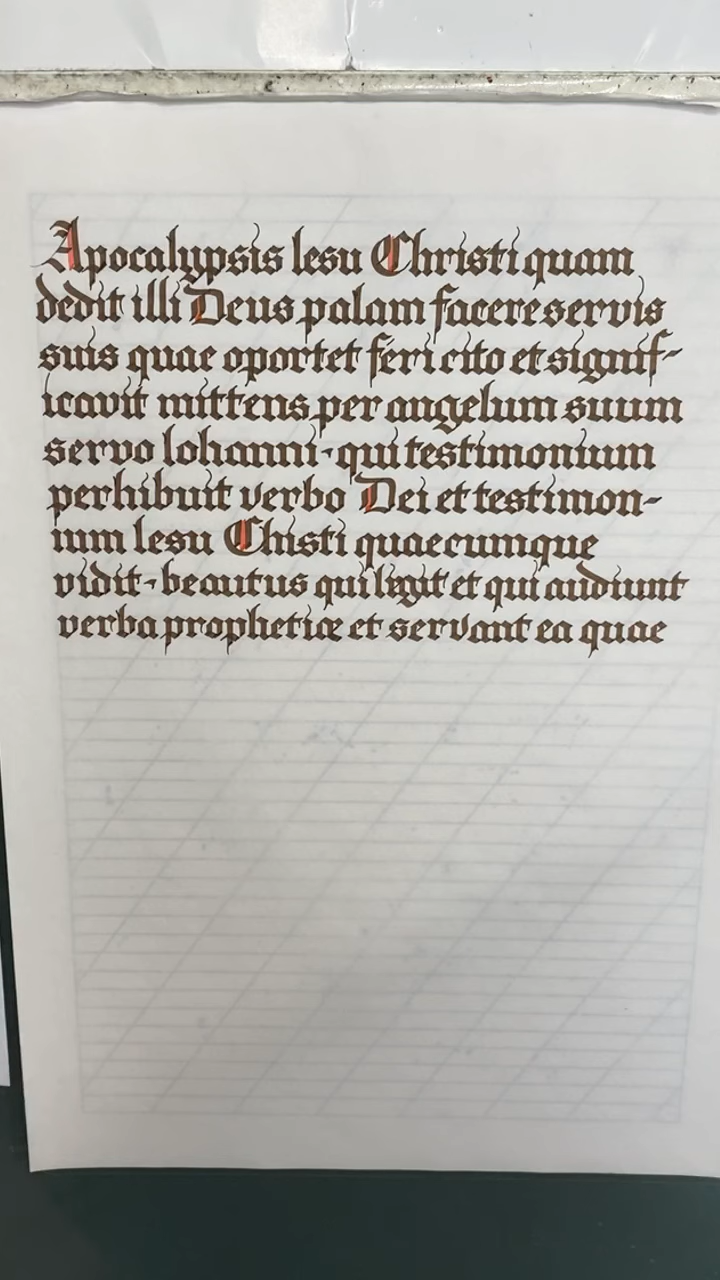 Apocalypsis Iesu Christi quam
dedit illi Deus palam facere servis
suis quae oportet feri cito et signif-
icavit mittens per angelum suum
servo Iohanni · qui testimonium
perhibuit verbo Dei et testimon-
ium Iesu Chisti quaecumque
vidit · beautus qui legit et qui audiunt
verba prophetiæ et servant ea quae